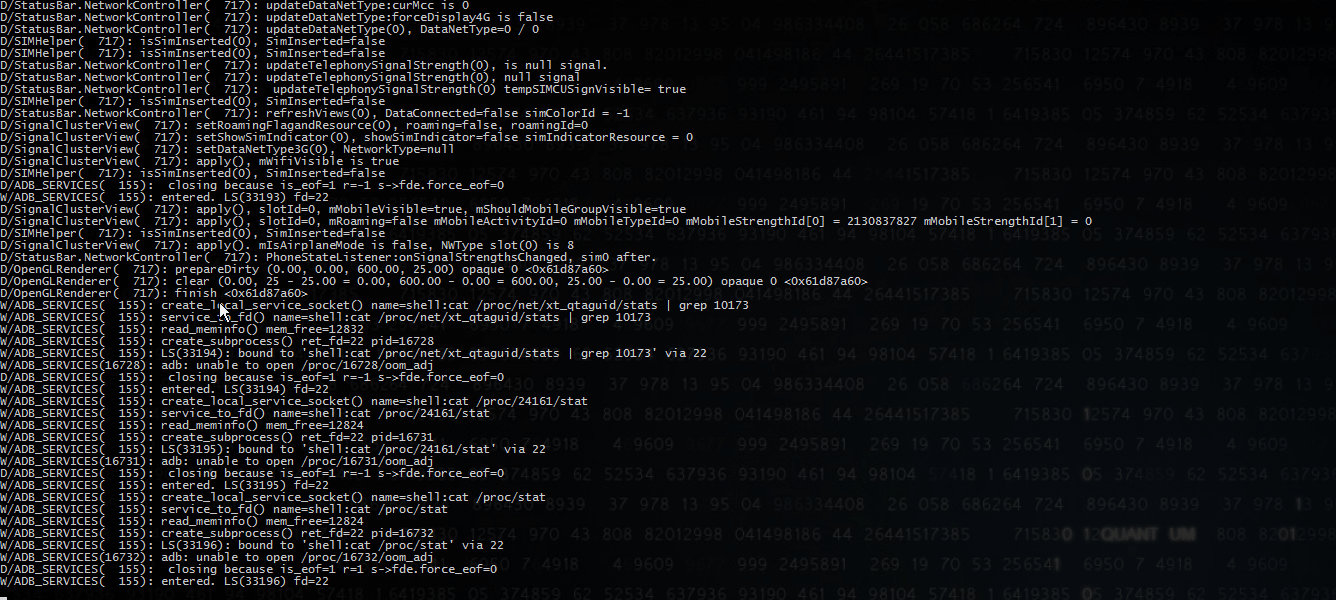 D/StatusBar.NetworkController(  717): updateDataNetType:curMcc is 0
D/StatusBar.NetworkController(  717): updateDataNetType:forceDisplay4G is false
D/StatusBar.NetworkController(  717): updateDataNetType(0), DataNetType=0 / 0
D/SIMHelper(  717): isSimInserted(0), SimInserted=false
D/SIMHelper(  717): isSimInserted(0), SimInserted=false
D/StatusBar.NetworkController(  717): updateTelephonySignalStrength(0), is null signal.
D/StatusBar.NetworkController(  717): updateTelephonySignalStrength(0), null signal
D/StatusBar.NetworkController(  717):  updateTelephonySignalStrength(0) tempSIMCUSignVisible= true
D/SIMHelper(  717): isSimInserted(0), SimInserted=false
D/StatusBar.NetworkController(  717): refreshViews(0), DataConnected=false simColorId = -1
D/SignalClusterView(  717): setRoamingFlagandResource(0), roaming=false, roamingId=0
D/SignalClusterView(  717): setShowSimIndicator(0), showSimIndicator=false simIndicatorResource = 0
D/SignalClusterView(  717): setDataNetType3G(0), NetworkType=null
D/SignalClusterView(  717): apply(), mWifiVisible is true
D/SIMHelper(  717): isSimInserted(0), SimInserted=false
D/ADB_SERVICES(  155):  closing because is_eof=1 r=-1 s->fde.force_eof=0
W/ADB_SERVICES(  155): entered. LS(33193) fd=22
D/SignalClusterView(  717): apply(), slotId=0, mMobileVisible=true, mShouldMobileGroupVisible=true
D/SignalClusterView(  717): apply(), mRoaming=false mMobileActivityId=0 mMobileTypeId=0 mMobileStrengthId[0] = 2130837827 mMobileStrengthId[1] = 0
D/SIMHelper(  717): isSimInserted(0), SimInserted=false
D/SignalClusterView(  717): apply(). mIsAirplaneMode is false, NWType slot(0) is 8
D/StatusBar.NetworkController(  717): PhoneStateListener:onSignalStrengthsChanged, sim0 after.
D/OpenGLRenderer(  717): prepareDirty (0.00, 0.00, 600.00, 25.00) opaque 0 <0x61d87a60>
D/OpenGLRenderer(  717): clear (0.00, 25 - 25.00 = 0.00, 600.00 - 0.00 = 600.00, 25.00 - 0.00 = 25.00) opaque 0 <0x61d87a60>
D/OpenGLRenderer(  717): finish <0x61d87a60>
W/ADB_SERVICES(  155): create_local_service_socket() name=shell:cat /proc/net/xt_qtaguid/stats | grep 10173
W/ADB_SERVICES(  155): service_to_fd() name=shell:cat /proc/net/xt_qtaguid/stats | grep 10173
W/ADB_SERVICES(  155): read_meminfo() mem_free=12832
W/ADB_SERVICES(  155): create_subprocess() ret_fd=22 pid=16728
W/ADB_SERVICES(  155): LS(33194): bound to 'shell:cat /proc/net/xt_qtaguid/stats | grep 10173' via 22
W/ADB_SERVICES(16728): adb: unable to open /proc/16728/oom_adj
D/ADB_SERVICES(  155):  closing because is_eof=1 r=-1 s->fde.force_eof=0
W/ADB_SERVICES(  155): entered. LS(33194) fd=22
W/ADB_SERVICES(  155): create_local_service_socket() name=shell:cat /proc/24161/stat
W/ADB_SERVICES(  155): service_to_fd() name=shell:cat /proc/24161/stat
W/ADB_SERVICES(  155): read_meminfo() mem_free=12824
W/ADB_SERVICES(  155): create_subprocess() ret_fd=22 pid=16731
W/ADB_SERVICES(  155): LS(33195): bound to 'shell:cat /proc/24161/stat' via 22
W/ADB_SERVICES(16731): adb: unable to open /proc/16731/oom_adj
D/ADB_SERVICES(  155):  closing because is_eof=1 r=-1 s->fde.force_eof=0
W/ADB_SERVICES(  155): entered. LS(33195) fd=22
W/ADB_SERVICES(  155): create_local_service_socket() name=shell:cat /proc/stat
W/ADB_SERVICES(  155): service_to_fd() name=shell:cat /proc/stat
W/ADB_SERVICES(  155): read_meminfo() mem_free=12824
W/ADB_SERVICES(  155): create_subprocess() ret_fd=22 pid=16732
W/ADB_SERVICES(  155): LS(33196): bound to 'shell:cat /proc/stat' via 22
W/ADB_SERVICES(16732): adb: unable to open /proc/16732/oom_adj
D/ADB_SERVICES(  155):  closing because is_eof=1 r=1 s->fde.force_eof=0
W/ADB_SERVICES(  155): entered. LS(33196) fd=22
QUANT UM